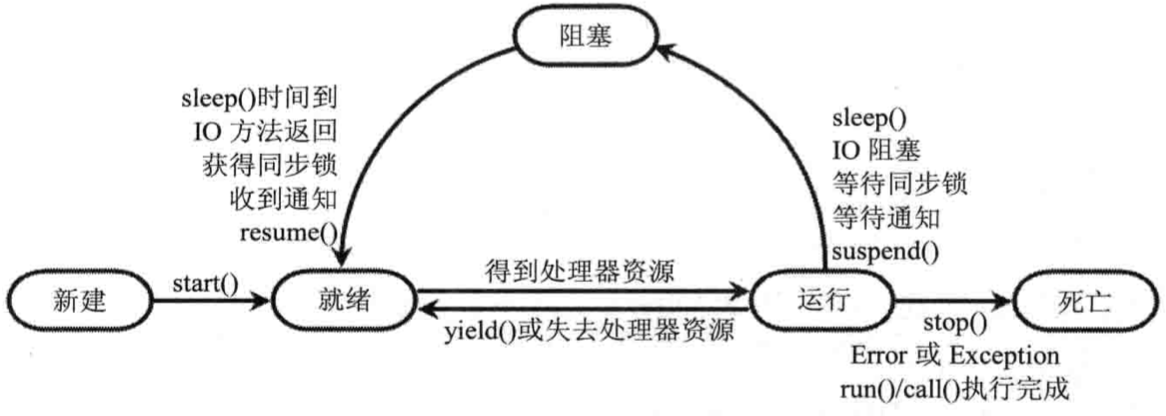 阻塞
sleep()时间到
IO 方法返回
获得同步锁
收到通知
resume()
sleep()
IO 阻塞
等待同步锁
等待通知
suspend()
新建
start()
就绪
得到处理器资源
yield()或失去处理器资源
运行
死亡
stop()
Error 或 Exception
run()/call()执行完成